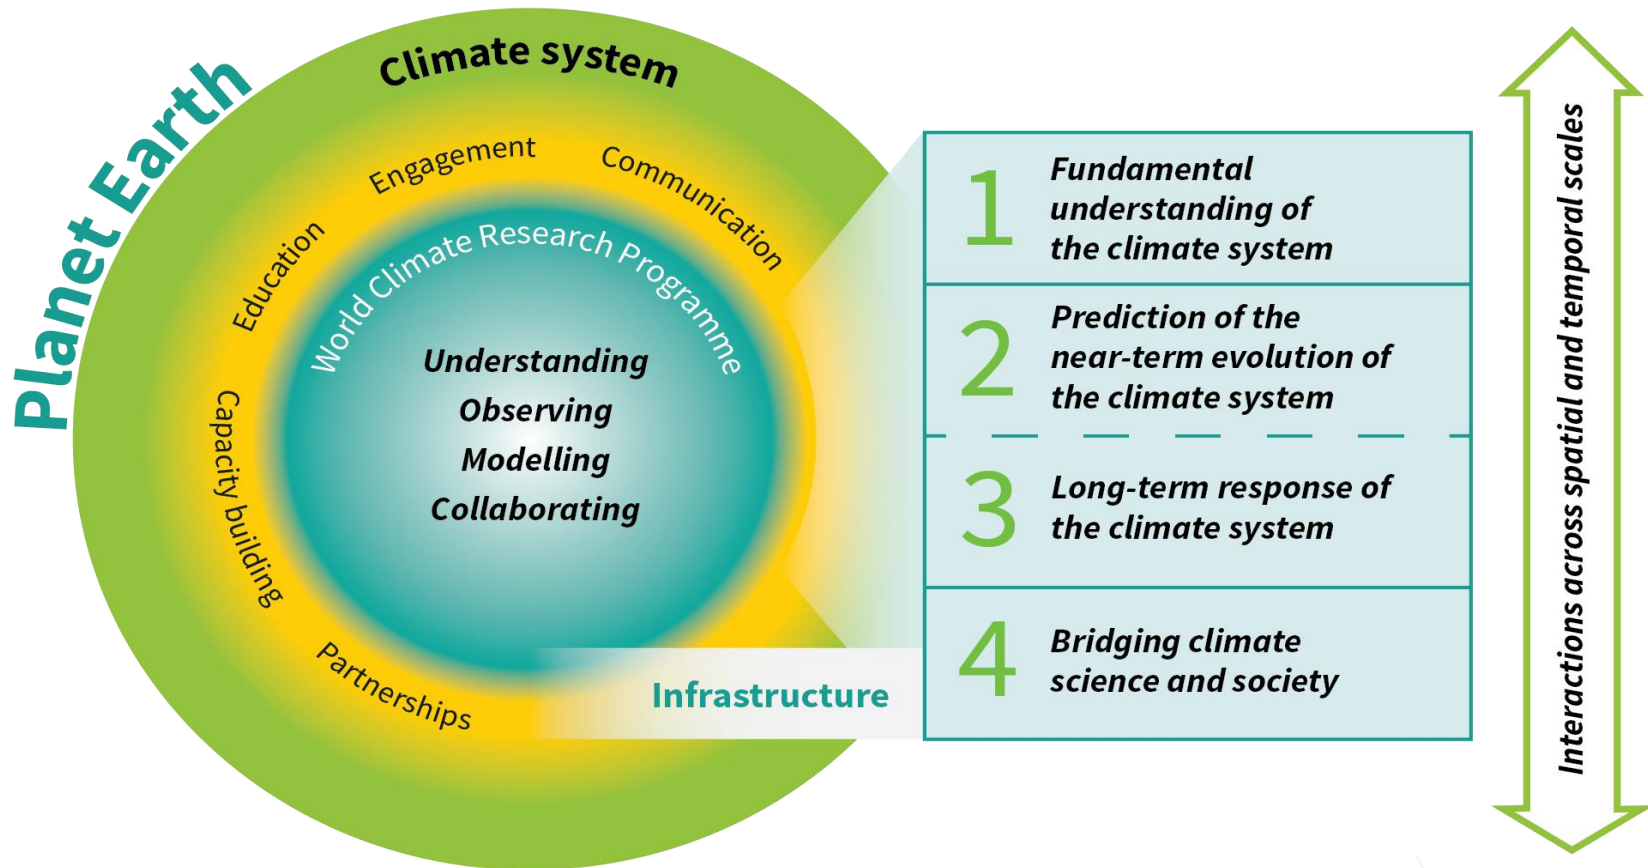 Planet Earth
Climate system
Engagement
Communication
Education
Capacity building
Partnerships
World Climate Research Programme
Understanding
Observing
Modelling
Collaborating
Infrastructure
1
Fundamental
understanding of
the climate system
2
Prediction of the
near-term evolution of
the climate system
3
Long-term response of
the climate system
4
Bridging climate
science and society
Interactions across spatial and temporal scales